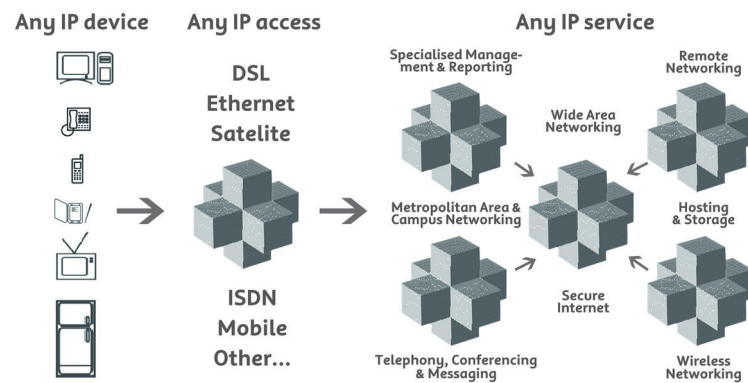 Any IP device
Any IP access
Any IP service
DSL
Ethernet
Satelite
ISDN
Mobile
Other...
Specialised Manage-
ment & Reporting
Remote
Networking
Wide Area
Networking
Metropolitan Area &
Campus Networking
Hosting
& Storage
Secure
Internet
Telephony, Conferencing
& Messaging
Wireless
Networking